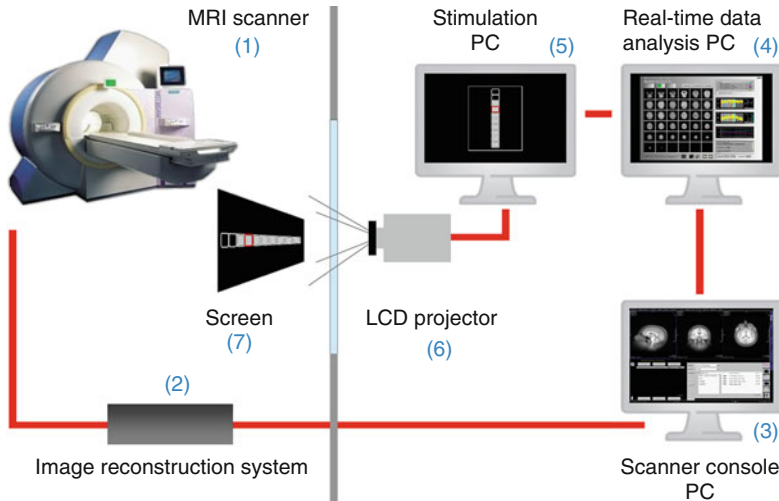 MRI scanner
(1)
Stimulation
PC
(5)
Real-time data
analysis PC
(4)
Screen
(7)
LCD projector
(6)
(2)
Image reconstruction system
(3)
Scanner console
PC